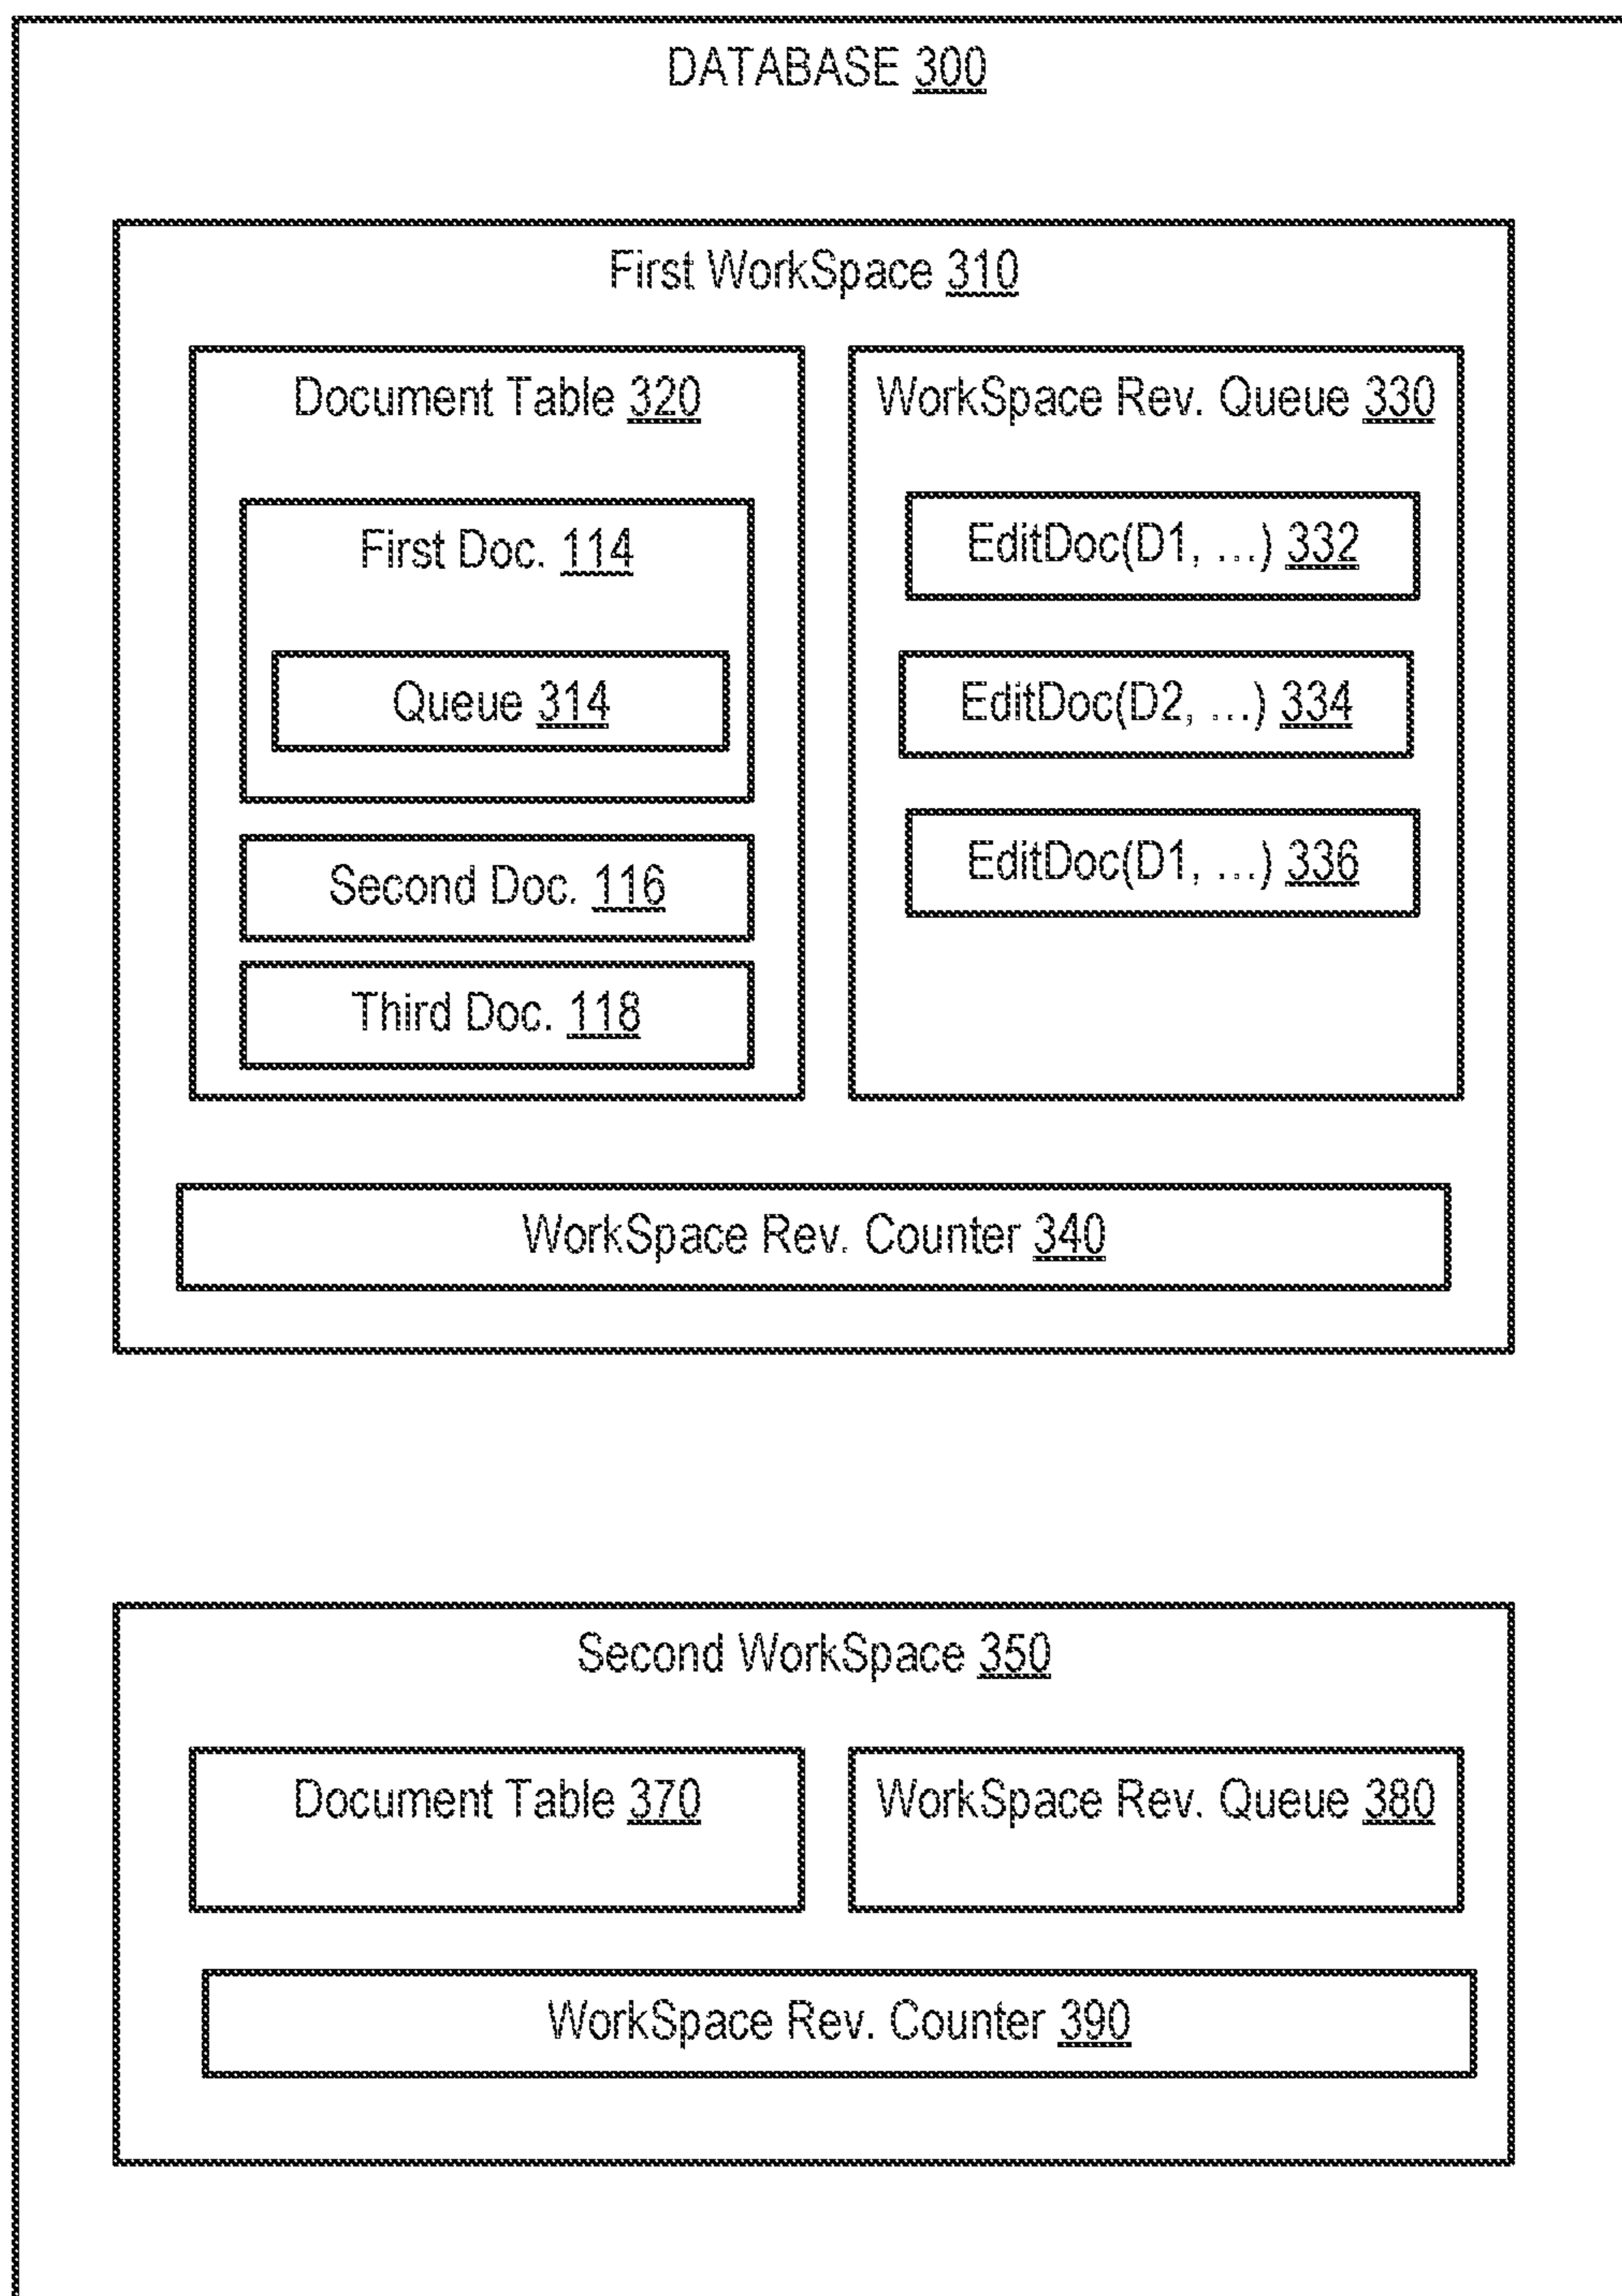 DATABASE 300
First WorkSpace 310
Document Table 320
First Doc. 114
Queue 314
Second Doc. 116
Third Doc. 118
WorkSpace Rev. Queue 330
EditDoc(D1, ...) 332
EditDoc(D2, ...) 334
EditDoc(D1, ...) 336
WorkSpace Rev. Counter 340
Second WorkSpace 350
Document Table 370
WorkSpace Rev. Queue 380
WorkSpace Rev. Counter 390